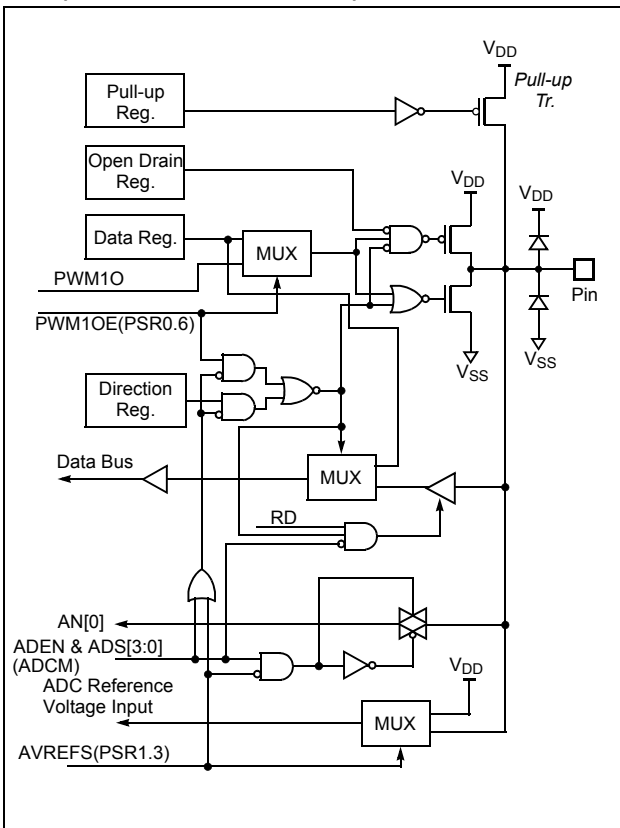 VDD
Pull-up
Tr.
Pull-up
Reg.
Open Drain
Reg.
VDD
VDD
Data Reg.
MUX
PWM1O
Pin
PWM1OE(PSR0.6)
VSS
VSS
Direction
Reg.
Data Bus
MUX
RD
AN[0]
ADEN & ADS[3:0]
(ADCM)
VDD
ADC Reference
Voltage Input
MUX
AVREFS(PSR1.3)